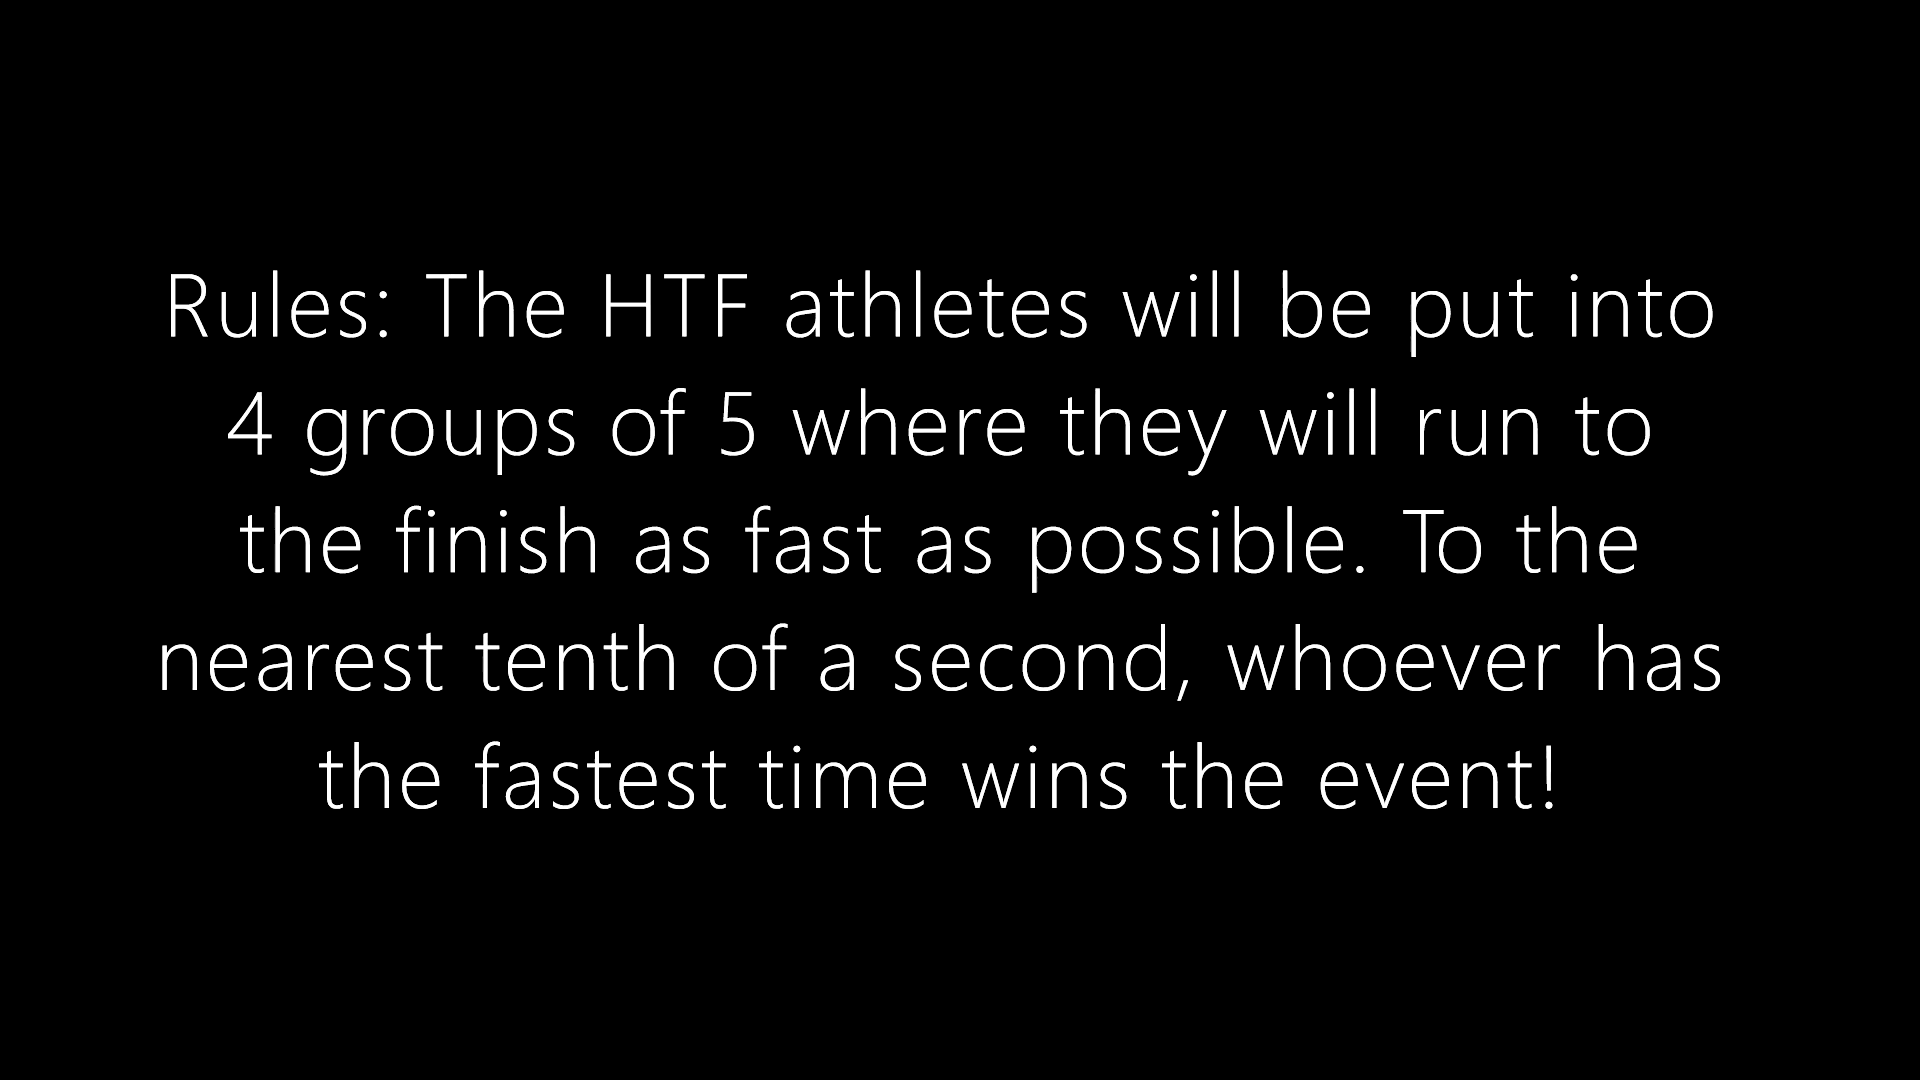 Rules: The HTF athletes will be put into
4 groups of 5 where they will run to
the finish as fast as possible. To the
nearest tenth of a second, whoever has
the fastest time wins the event!